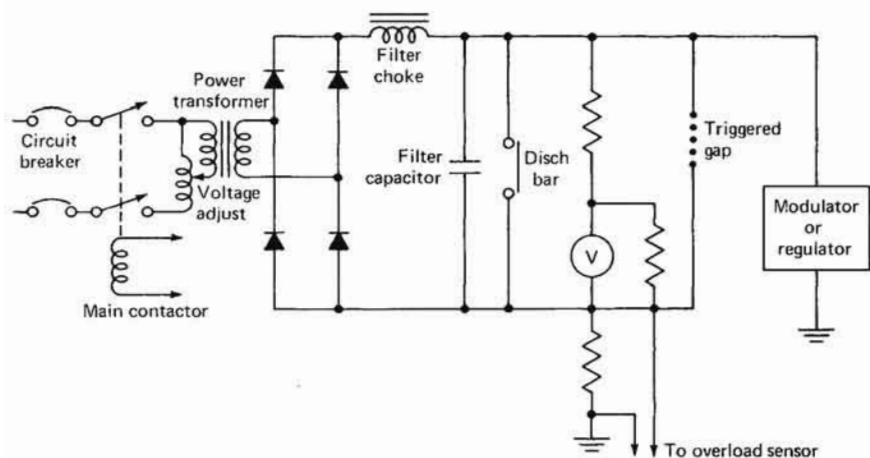 Power
transformer
Filter
choke
Circuit
breaker
Voltage
adjust
Main contactor
Filter
capacitor
Disch
bar
V
Triggered
gap
Modulator
or
regulator
To overload sensor